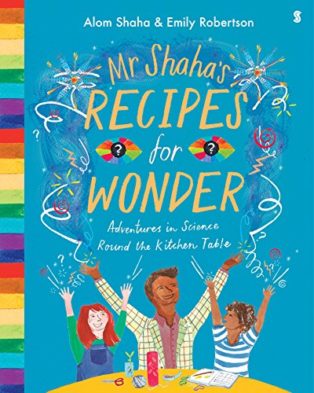 Alom Shaha & Emily Robertson
Mr Shaha's
RECIPES
? for ?
WONDER
Adventures in Science
Round the Kitchen Table